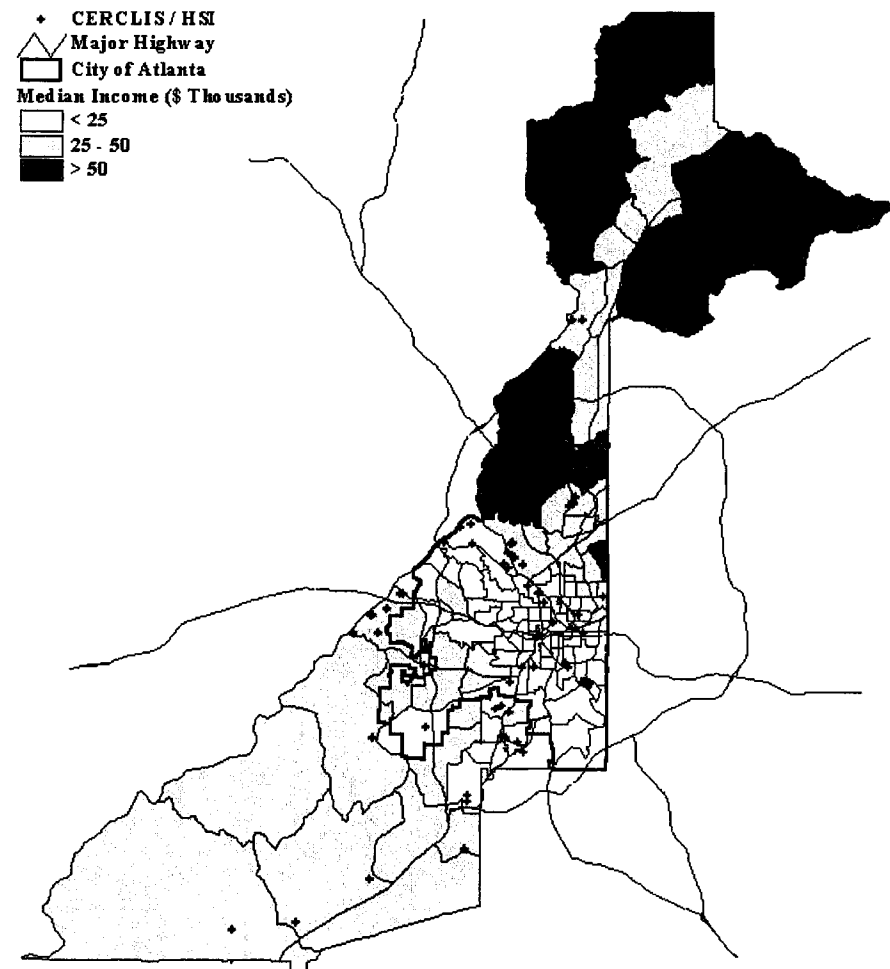 CERCLIS / HSI
Major Highway
City of Atlanta
Median Income ($ Thousands)
< 25
25 - 50
> 50